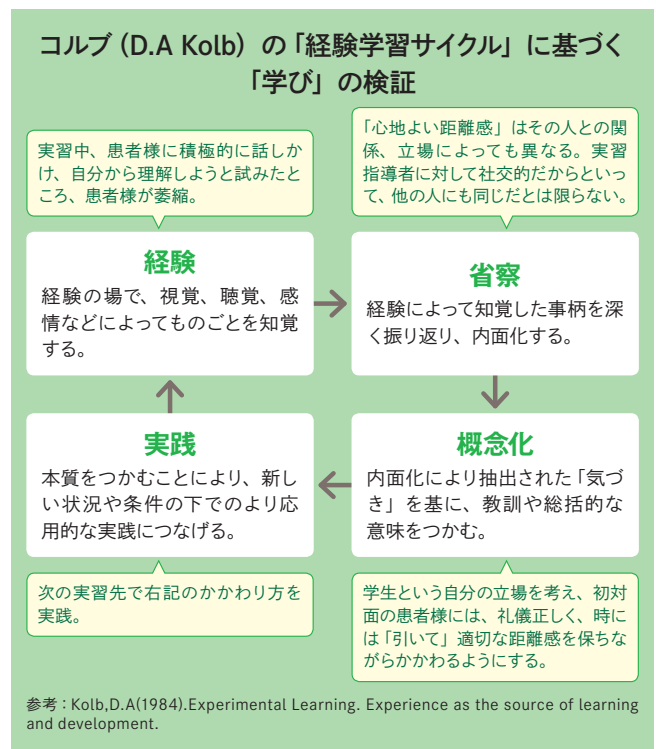 コルブ (D.A Kolb) の「経験学習サイクル」に基づく
「学び」の検証
実習中、患者様に積極的に話しか
け、自分から理解しようと試みたと
ころ、患者様が萎縮。
「心地よい距離感」はその人との関
係、立場によっても異なる。実習
指導者に対して社交的だからといっ
て、他の人にも同じだとは限らない。
経験
経験の場で、視覚、聴覚、感
情などによってものごとを知覚
する。
省察
経験によって知覚した事柄を深
く振り返り、内面化する。
実践
本質をつかむことにより、新し
い状況や条件の下でのより応
用的な実践につなげる。
概念化
内面化により抽出された「気づ
き」を基に、教訓や総括的な
意味をつかむ。
次の実習先で右記のかかわり方を
実践。
学生という自分の立場を考え、初対
面の患者様には、礼儀正しく、時に
は「引いて」適切な距離感を保ちな
がらかかわるようにする。
参考：Kolb,D.A(1984).Experimental Learning. Experience as the source of learning
and development.